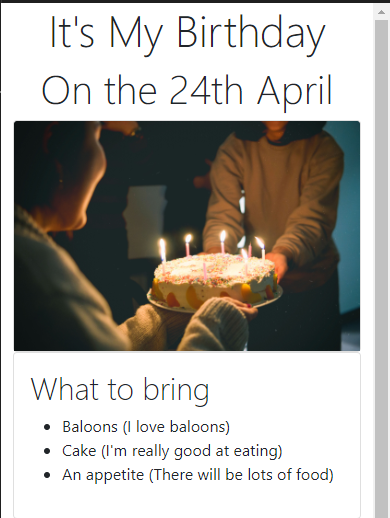 It's My Birthday
On the 24th April
What to bring
Baloons (I love baloons)
Cake (I'm really good at eating)
An appetite (There will be lots of food)